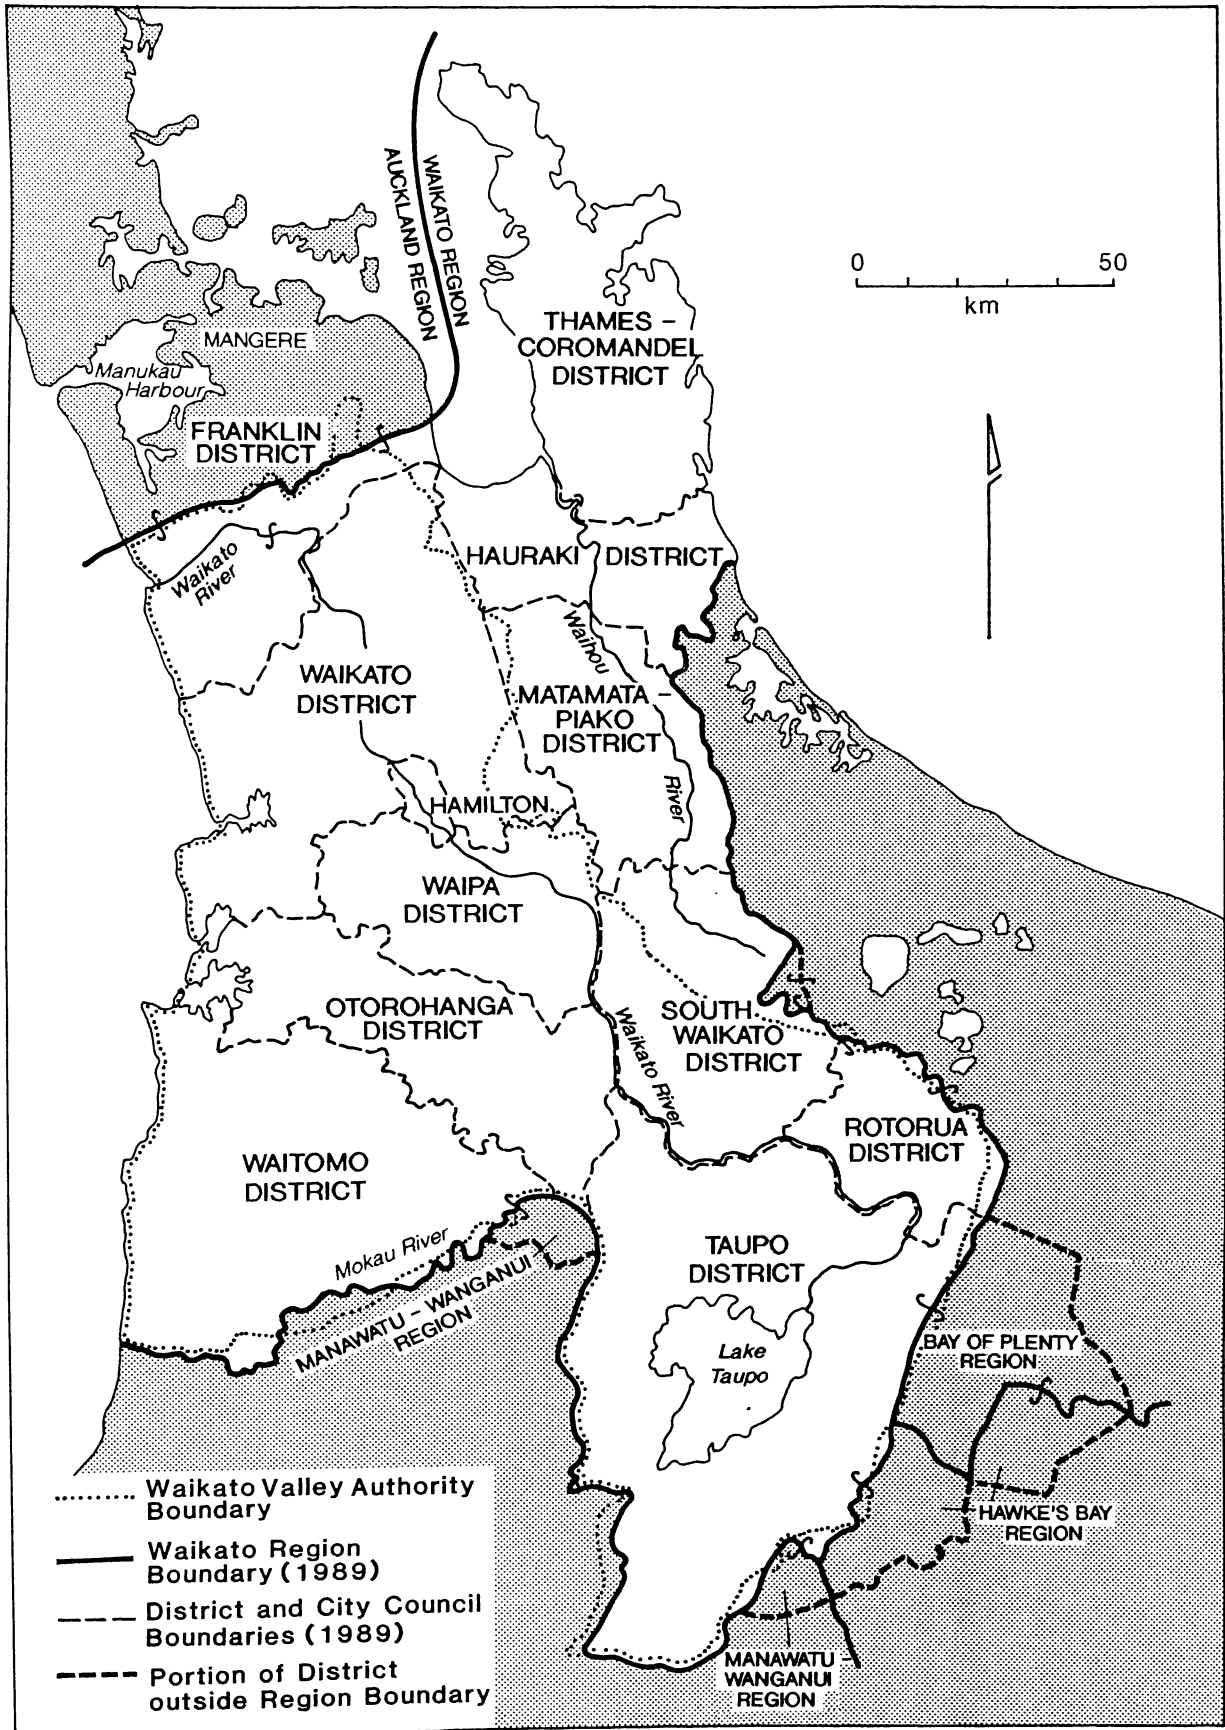 WAIKATO REGION
AUCKLAND REGION
0 50
km
THAMES –
COROMANDEL
DISTRICT
MANGERE
Manukau
Harbour
FRANKLIN
DISTRICT
HAURAKI DISTRICT
Waikato
River
Waihou
WAIKATO
DISTRICT
MATAMATA –
PIAKO
DISTRICT
River
HAMILTON
WAIPA
DISTRICT
OTOROHANGA
DISTRICT
SOUTH
WAIKATO
DISTRICT
Waikato River
ROTORUA
DISTRICT
WAITOMO
DISTRICT
Mokau River
TAUPO
DISTRICT
MANAWATU – WANGANUI
REGION
Lake
Taupo
BAY OF PLENTY
REGION
HAWKE'S BAY
REGION
MANAWATU –
WANGANUI
REGION
Waikato Valley Authority
Boundary
Waikato Region
Boundary (1989)
District and City Council
Boundaries (1989)
Portion of District
outside Region Boundary